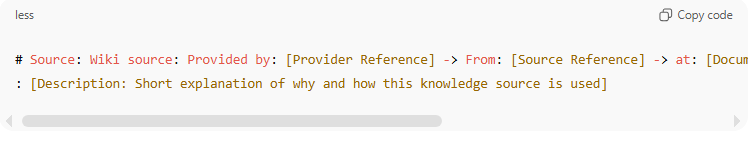 less
Copy code
# Source: Wiki source: Provided by: [Provider Reference] -> From: [Source Reference] -> at: [Docum
: [Description: Short explanation of why and how this knowledge source is used]